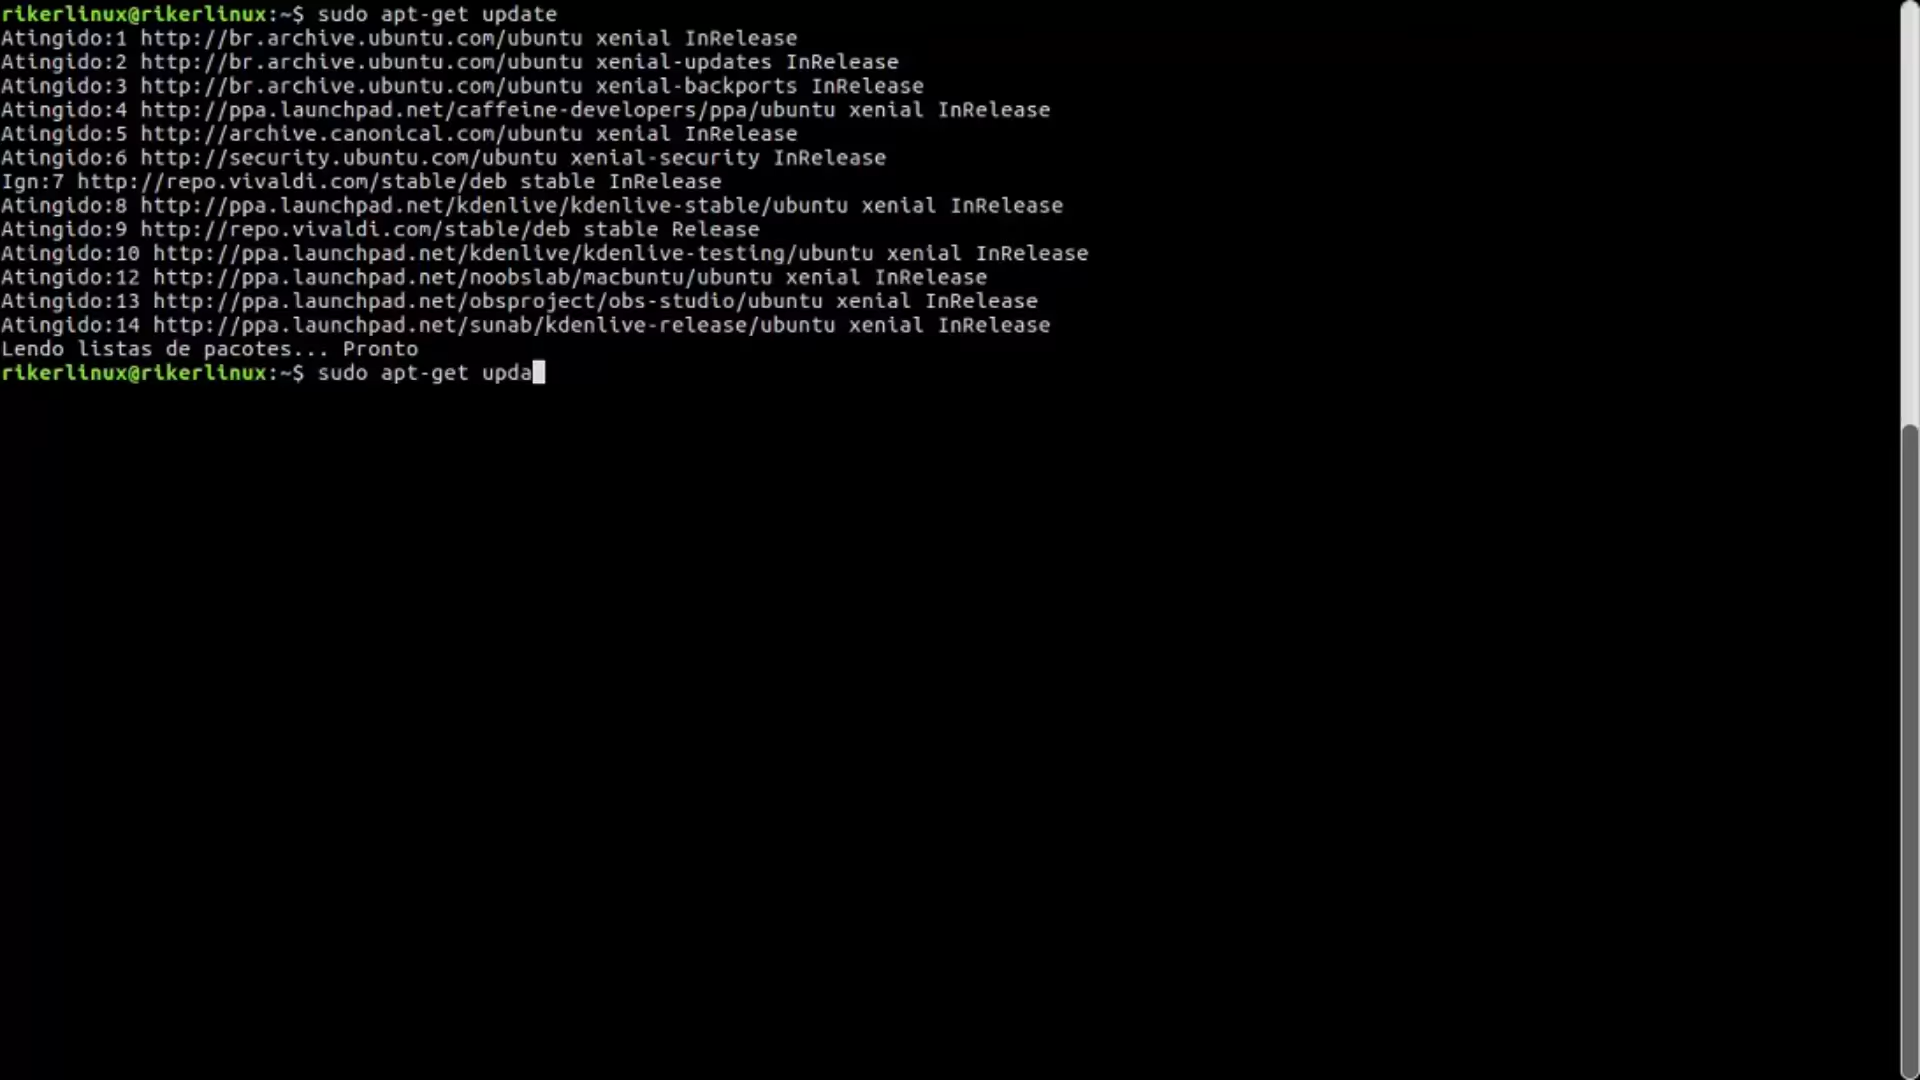 rikerlinux@rikerlinux:~$ sudo apt-get update
Atingido:1 http://br.archive.ubuntu.com/ubuntu xenial InRelease
Atingido:2 http://br.archive.ubuntu.com/ubuntu xenial-updates InRelease
Atingido:3 http://br.archive.ubuntu.com/ubuntu xenial-backports InRelease
Atingido:4 http://ppa.launchpad.net/caffeine-developers/ppa/ubuntu xenial InRelease
Atingido:5 http://archive.canonical.com/ubuntu xenial InRelease
Atingido:6 http://security.ubuntu.com/ubuntu xenial-security InRelease
Ign:7 http://repo.vivaldi.com/stable/deb stable InRelease
Atingido:8 http://ppa.launchpad.net/kdenlive/kdenlive-stable/ubuntu xenial InRelease
Atingido:9 http://repo.vivaldi.com/stable/deb stable Release
Atingido:10 http://ppa.launchpad.net/kdenlive/kdenlive-testing/ubuntu xenial InRelease
Atingido:12 http://ppa.launchpad.net/noobslab/macbuntu/ubuntu xenial InRelease
Atingido:13 http://ppa.launchpad.net/obsproject/obs-studio/ubuntu xenial InRelease
Atingido:14 http://ppa.launchpad.net/sunab/kdenlive-release/ubuntu xenial InRelease
Lendo listas de pacotes... Pronto
rikerlinux@rikerlinux:~$ sudo apt-get upda